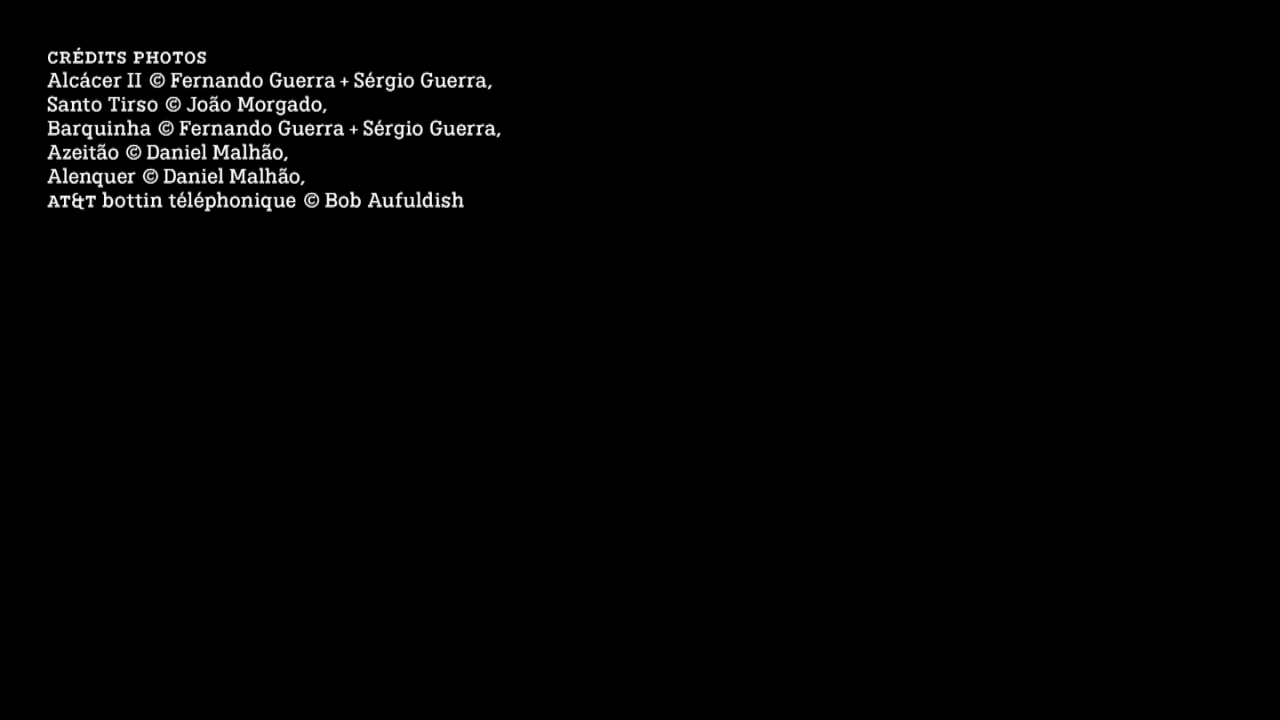 CRÉDITS PHOTOS
Alcácer II © Fernando Guerra + Sérgio Guerra,
Santo Tirso © João Morgado,
Barquinha © Fernando Guerra + Sérgio Guerra,
Azeitão © Daniel Malhão,
Alenquer © Daniel Malhão,
AT&T bottin téléphonique © Bob Aufuldish